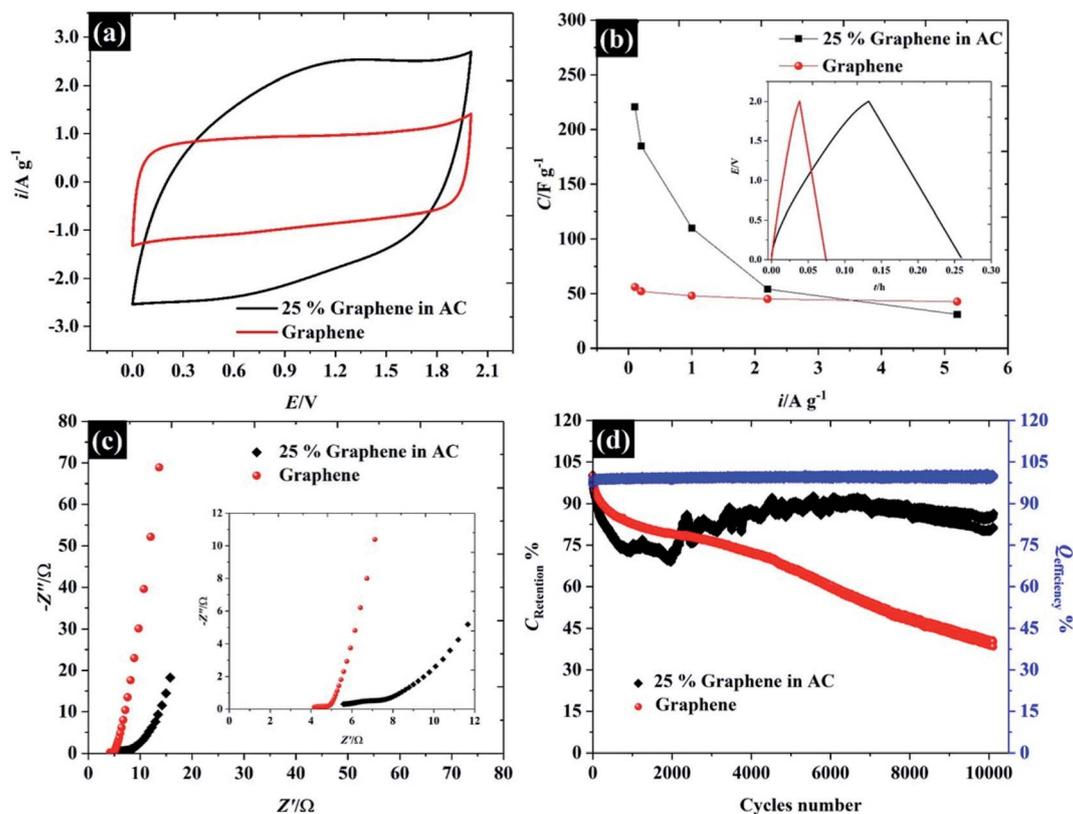 (a)
3.0
2.0
1.0
0.0
-1.0
-2.0
-3.0
i/A g⁻¹
25 % Graphene in AC
Graphene
0.0 0.3 0.6 0.9 1.2 1.5 1.8 2.1
E/V
(b)
300
250
200
150
100
50
0
C/F g⁻¹
25 % Graphene in AC
Graphene
2.0
1.5
1.0
0.5
0.0
E/V
0.00 0.05 0.10 0.15 0.20 0.25 0.30
t/h
0 1 2 3 4 5 6
i/A g⁻¹
(c)
80
70
60
50
40
30
20
10
0
-Z''/Ω
25 % Graphene in AC
Graphene
12
10
8
6
4
2
0
-Z''/Ω
0 2 4 6 8 10 12
Z'/Ω
0 10 20 30 40 50 60 70 80
Z'/Ω
(d)
120
105
90
75
60
45
30
15
0
C Retention %
25 % Graphene in AC
Graphene
120
105
90
75
60
45
30
15
0
Q efficiency %
0 2000 4000 6000 8000 10000
Cycles number